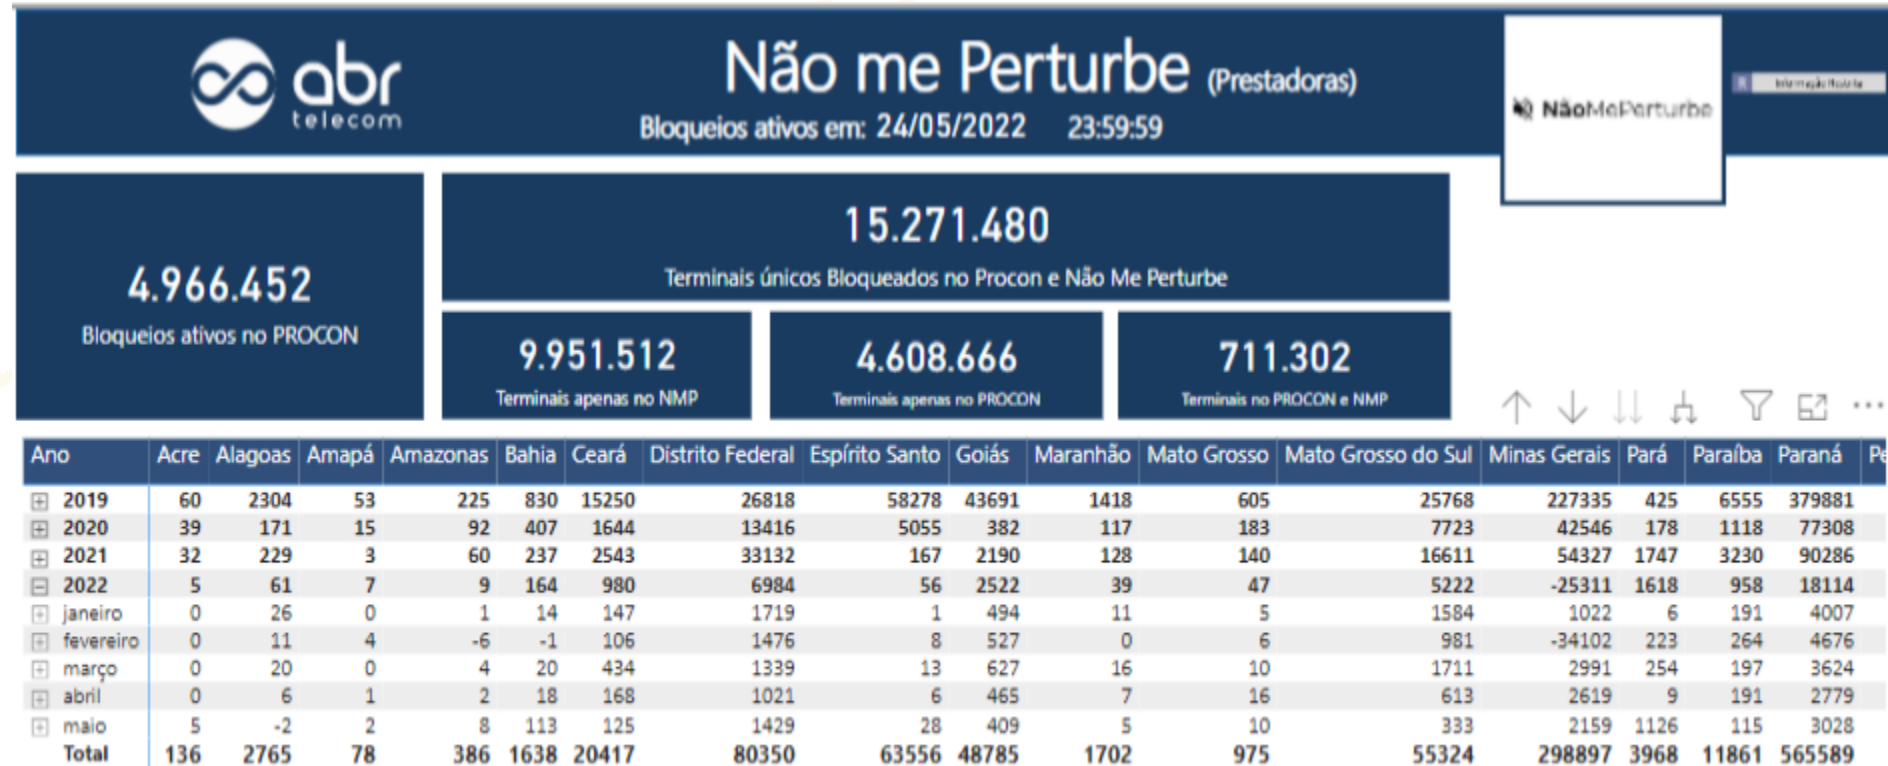 abr
telecom
Não me Perturbe (Prestadoras)
Bloqueios ativos em: 24/05/2022 23:59:59
NãoMePerturbe
4.966.452
Bloqueios ativos no PROCON
15.271.480
Terminais únicos Bloqueados no Procon e Não Me Perturbe
9.951.512
Terminais apenas no NMP
4.608.666
Terminais apenas no PROCON
711.302
Terminais no PROCON e NMP
Ano Acre Alagoas Amapá Amazonas Bahia Ceará Distrito Federal Espírito Santo Goiás Maranhão Mato Grosso Mato Grosso do Sul Minas Gerais Pará Paraíba Paraná Pe
2019 60 2304 53 225 830 15250 26818 58278 43691 1418 605 25768 227335 425 6555 379881
2020 39 171 15 92 407 1644 13416 5055 382 117 183 7723 42546 178 1118 77308
2021 32 229 3 60 237 2543 33132 167 2190 128 140 16611 54327 1747 3230 90286
2022 5 61 7 9 164 980 6984 56 2522 39 47 5222 -25311 1618 958 18114
janeiro 0 26 0 1 14 147 1719 1 494 11 5 1584 1022 6 191 4007
fevereiro 0 11 4 -6 -1 106 1476 8 527 0 6 981 -34102 223 264 4676
março 0 20 0 4 20 434 1339 13 627 16 10 1711 2991 254 197 3624
abril 0 6 1 2 18 168 1021 6 465 7 16 613 2619 9 191 2779
maio 5 -2 2 8 113 125 1429 28 409 5 10 333 2159 1126 115 3028
Total 136 2765 78 386 1638 20417 80350 63556 48785 1702 975 55324 298897 3968 11861 565589